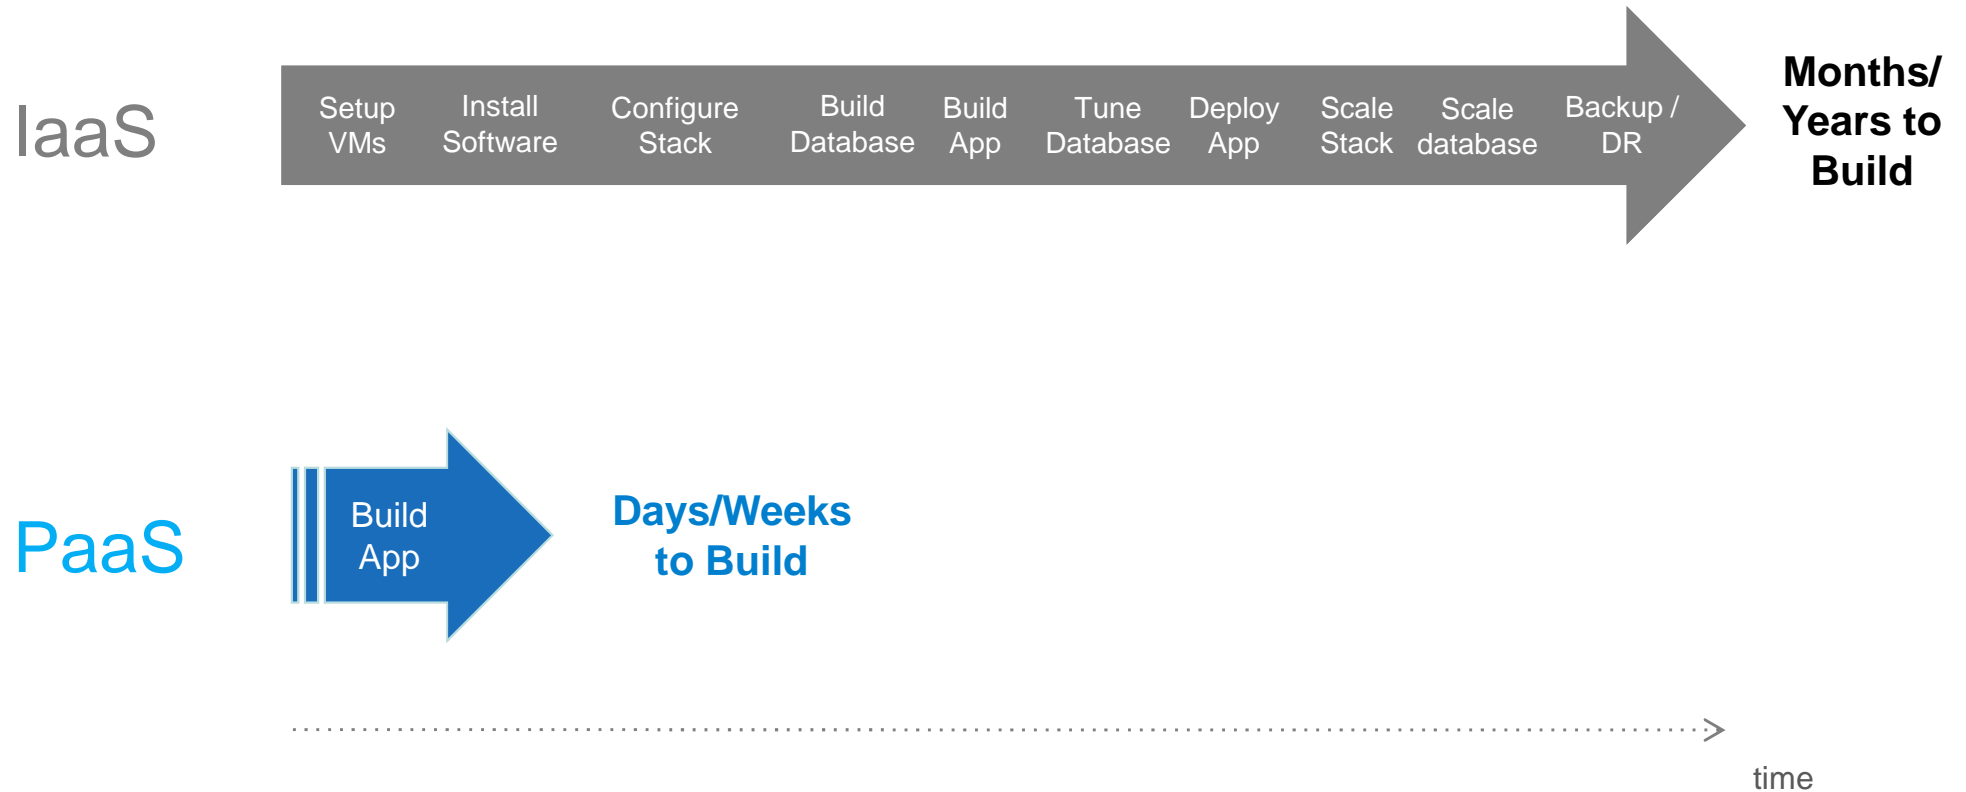 IaaS
Setup
VMs
Install
Software
Configure
Stack
Build
Database
Build
App
Tune
Database
Deploy
App
Scale
Stack
Scale
database
Backup /
DR
Months/
Years to
Build
PaaS
Build
App
Days/Weeks
to Build
time